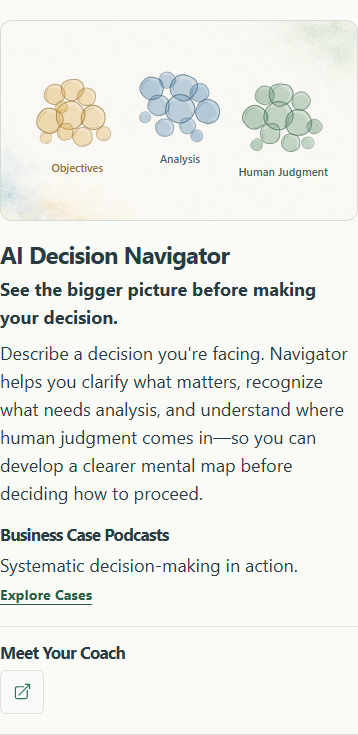 Objectives
Analysis
Human Judgment
AI Decision Navigator
See the bigger picture before making
your decision.
Describe a decision you're facing. Navigator
helps you clarify what matters, recognize
what needs analysis, and understand where
human judgment comes in—so you can
develop a clearer mental map before
deciding how to proceed.
Business Case Podcasts
Systematic decision-making in action.
Explore Cases
Meet Your Coach